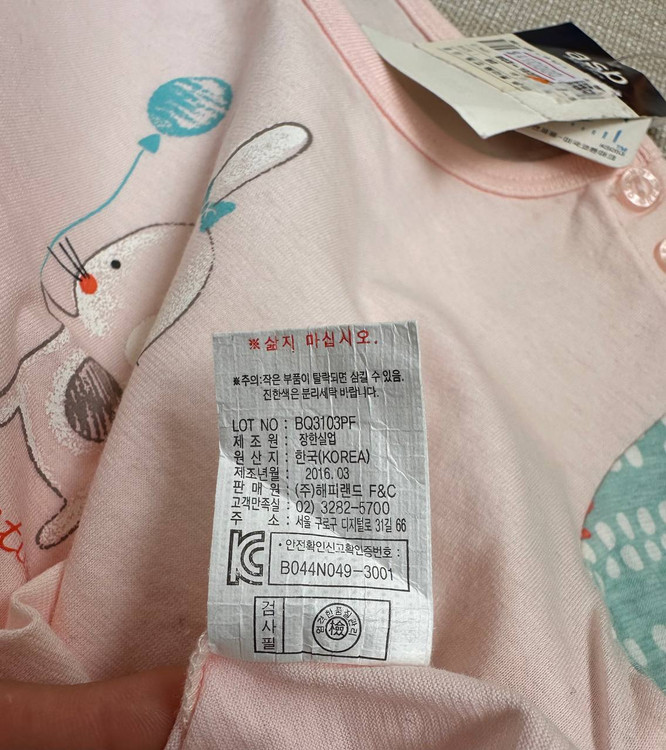 esp
※삶지 마십시오.
※주의:작은 부품이 탈락되면 삼킬 수 있음.
진한색은 분리세탁 바랍니다.
LOT NO : BQ3103PF
제 조 원 : 장한실업
원 산 지 : 한국(KOREA)
제조년월 : 2016. 03
판 매 원 : (주)해피랜드 F&C
고객만족실 : 02) 3282-5700
주 소 : 서울 구로구 디지털로 31길 66
KC
· 안전확인신고확인증번호 :
B044N049-3001
검사필
檢